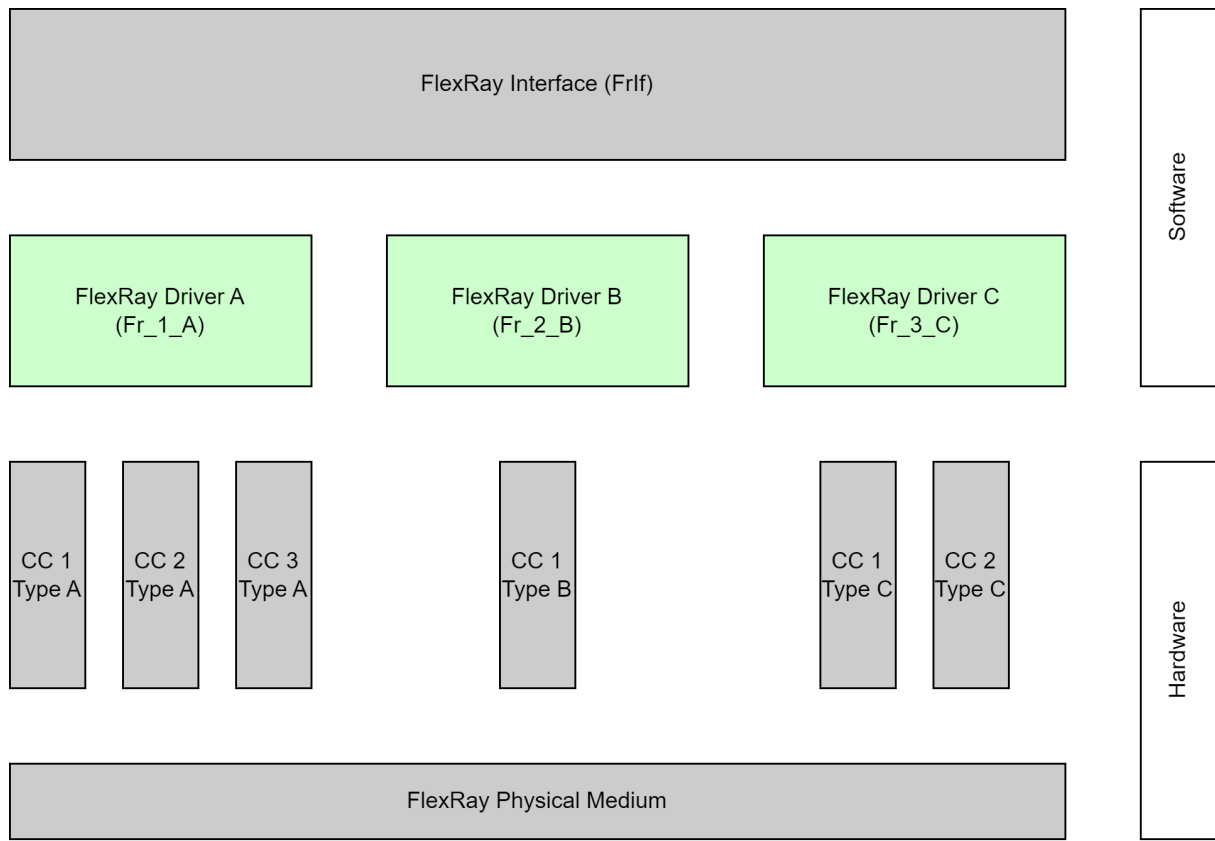 FlexRay Interface (FrIf)
Software
FlexRay Driver A
(Fr_1_A)
FlexRay Driver B
(Fr_2_B)
FlexRay Driver C
(Fr_3_C)
CC 1
Type A
CC 2
Type A
CC 3
Type A
CC 1
Type B
CC 1
Type C
CC 2
Type C
Hardware
FlexRay Physical Medium